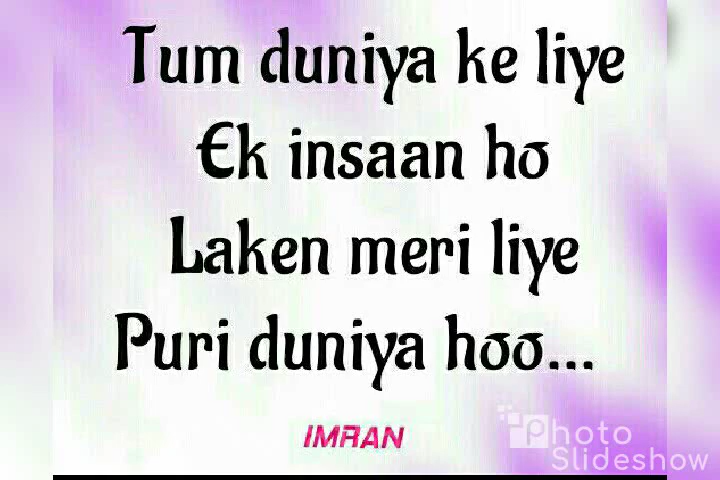 Tum duniya ke liye
Ek insaan ho
Laken meri liye
Puri duniya hoo...
IMRAN
Photo
Slideshow